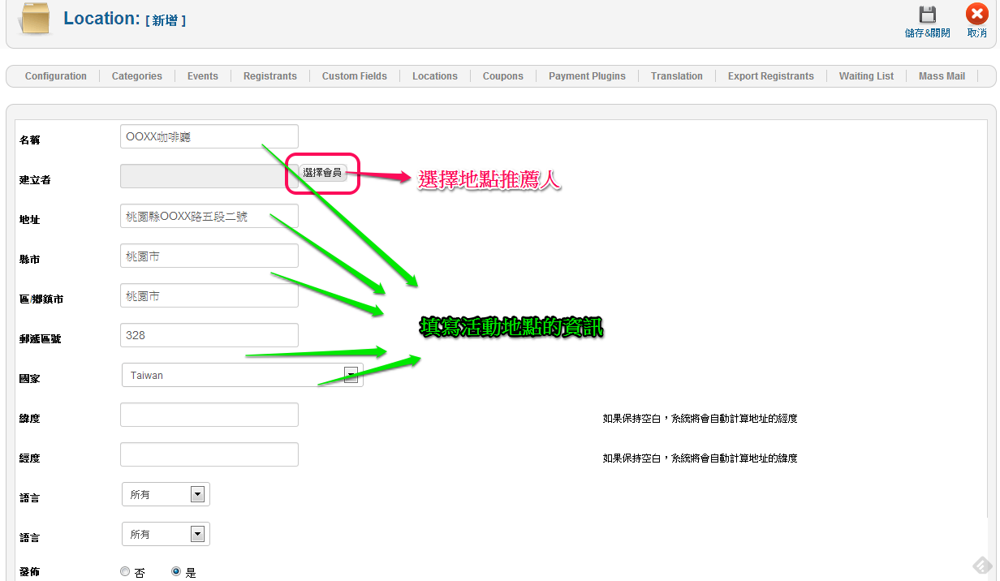 Location: [ 新增 ]
儲存&關閉
取消
Configuration
Categories
Events
Registrants
Custom Fields
Locations
Coupons
Payment Plugins
Translation
Export Registrants
Waiting List
Mass Mail
名稱
OOXX咖啡廳
建立者
選擇會員
選擇地點推薦人
地址
桃園縣OOXX路五段二號
縣市
桃園市
區/鄉鎮市
桃園市
填寫活動地點的資訊
郵遞區號
328
國家
Taiwan
緯度
如果保持空白，系統將會自動計算地址的經度
經度
如果保持空白，系統將會自動計算地址的緯度
語言
所有
語言
所有
發佈
否
是